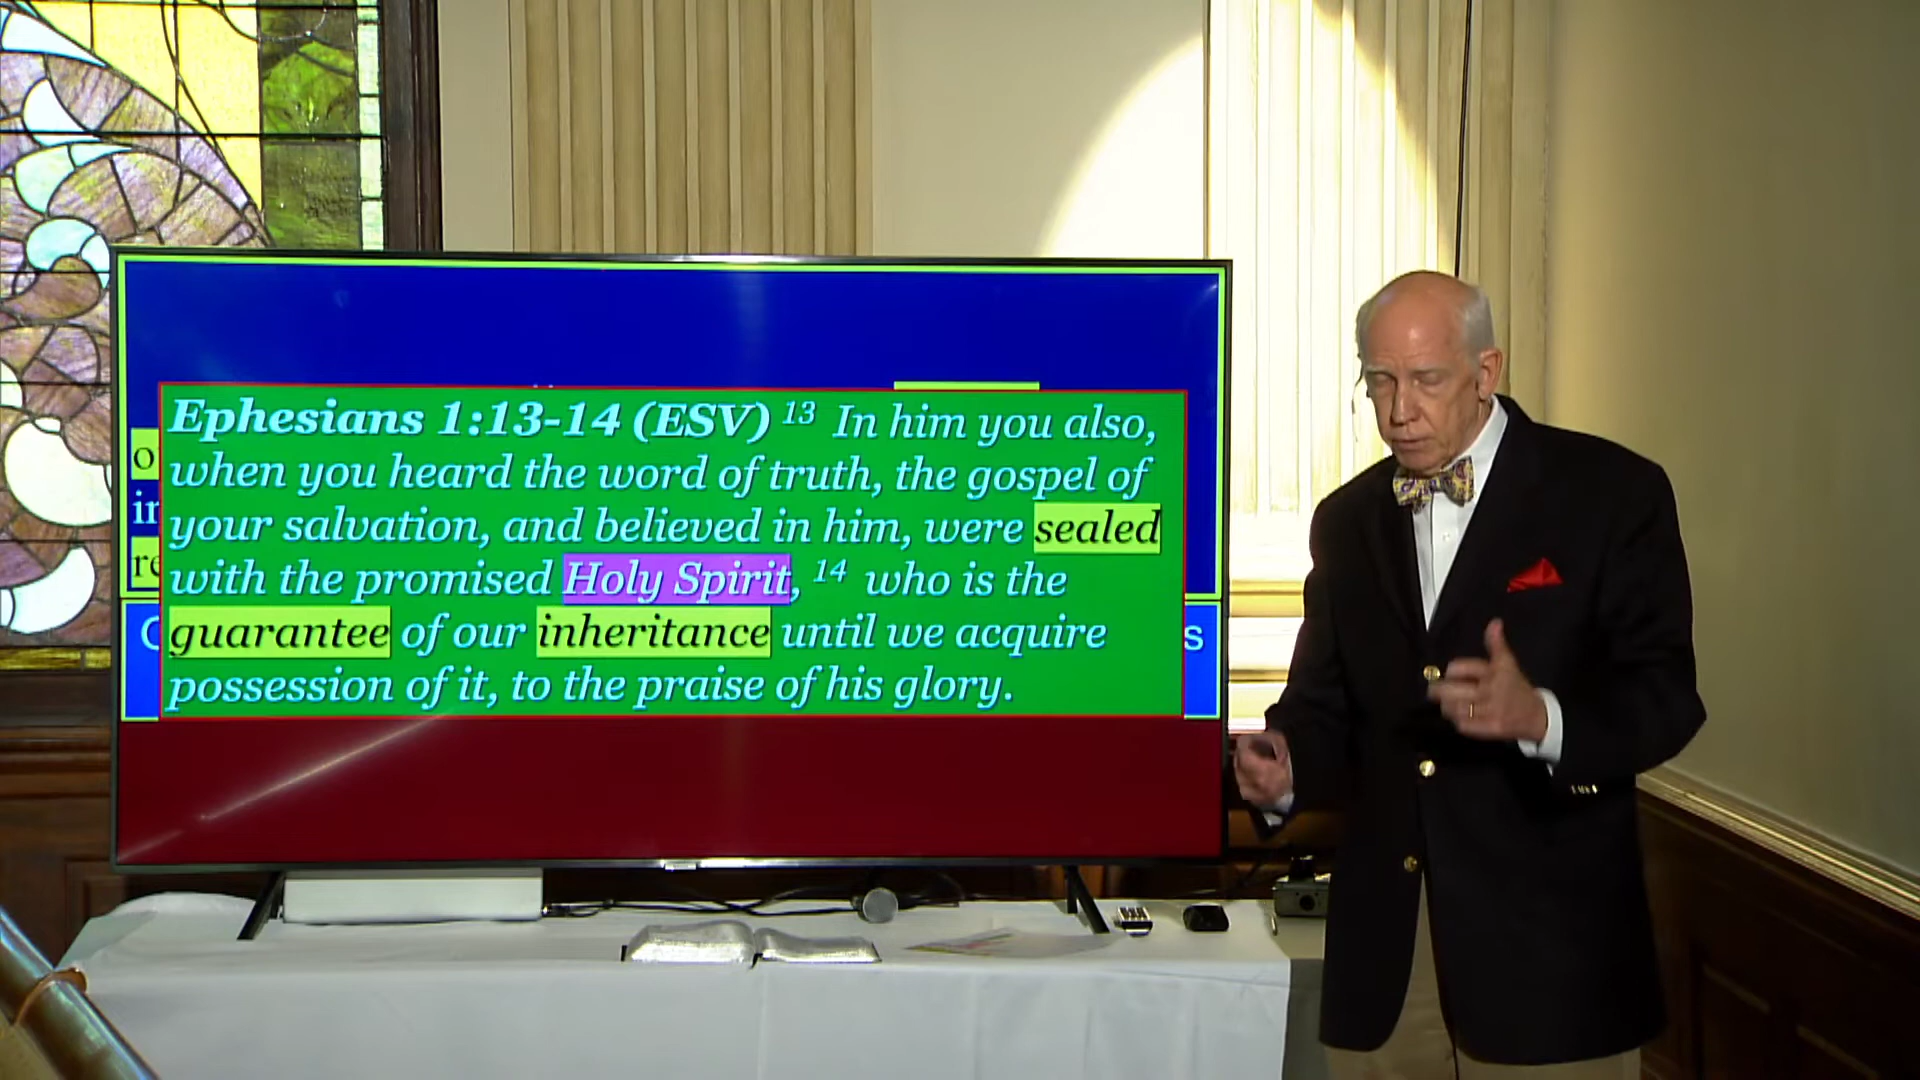 Ephesians 1:13-14 (ESV) 13 In him you also,
when you heard the word of truth, the gospel of
your salvation, and believed in him, were sealed
with the promised Holy Spirit, 14 who is the
guarantee of our inheritance until we acquire
possession of it, to the praise of his glory.